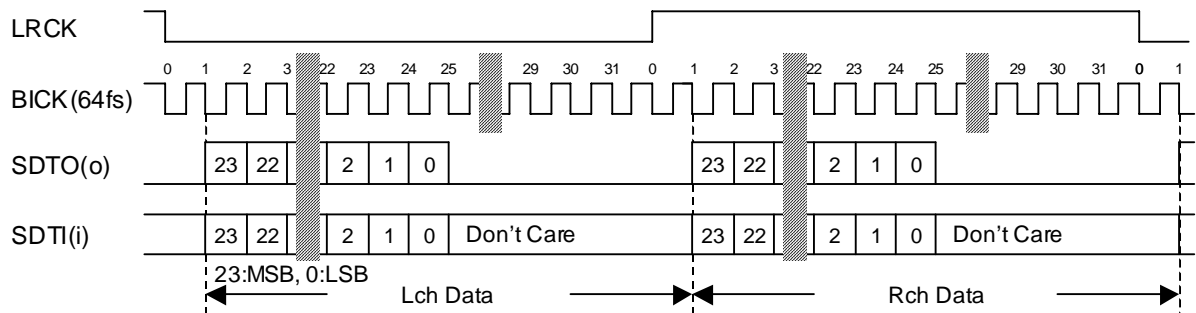 LRCK
0 1 2 3 22 23 24 25 29 30 31 0 1 2 3 22 23 24 25 29 30 31 0 1
BICK(64fs)
SDTO(o) 23 22 2 1 0 23 22 2 1 0
SDTI(i) 23 22 2 1 0 Don't Care 23 22 2 1 0 Don't Care
23:MSB, 0:LSB
Lch Data Rch Data